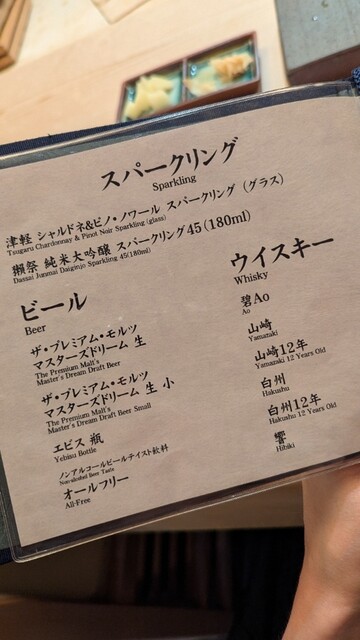 スパークリング
Sparkling
津軽 シャルドネ&ピノ・ノワール スパークリング (グラス)
Tsugaru Chardonnay & Pinot Noir Sparkling (glass)
獺祭 純米大吟醸 スパークリング45(180ml)
Dassai Junmai Daiginjo Sparkling 45(180ml)
ビール
Beer
ザ・プレミアム・モルツ
マスターズドリーム 生
The Premium Malt's
Master's Dream Draft Beer
ザ・プレミアム・モルツ
マスターズドリーム 生 小
The Premium Malt's
Master's Dream Draft Beer Small
エビス 瓶
Yebisu Bottle
ノンアルコールビールテイスト飲料
Non-alcohol Beer Taste
オールフリー
All-Free
ウイスキー
Whisky
碧Ao
Ao
山崎
Yamazaki
山崎12年
Yamazaki 12 Years Old
白州
Hakushu
白州12年
Hakushu 12 Years Old
響
Hibiki